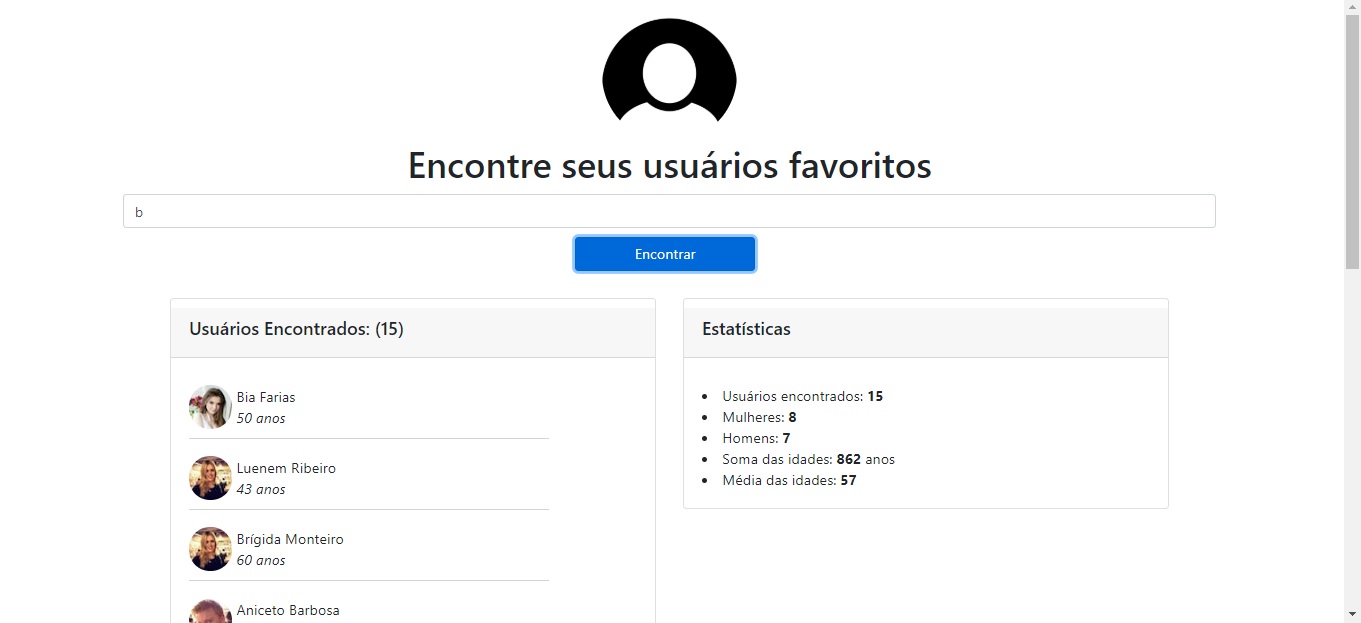 Encontre seus usuários favoritos
b
Encontrar
Usuários Encontrados: (15)
Bia Farias
50 anos
Luenem Ribeiro
43 anos
Brígida Monteiro
60 anos
Aniceto Barbosa
Estatísticas
Usuários encontrados: 15
Mulheres: 8
Homens: 7
Soma das idades: 862 anos
Média das idades: 57